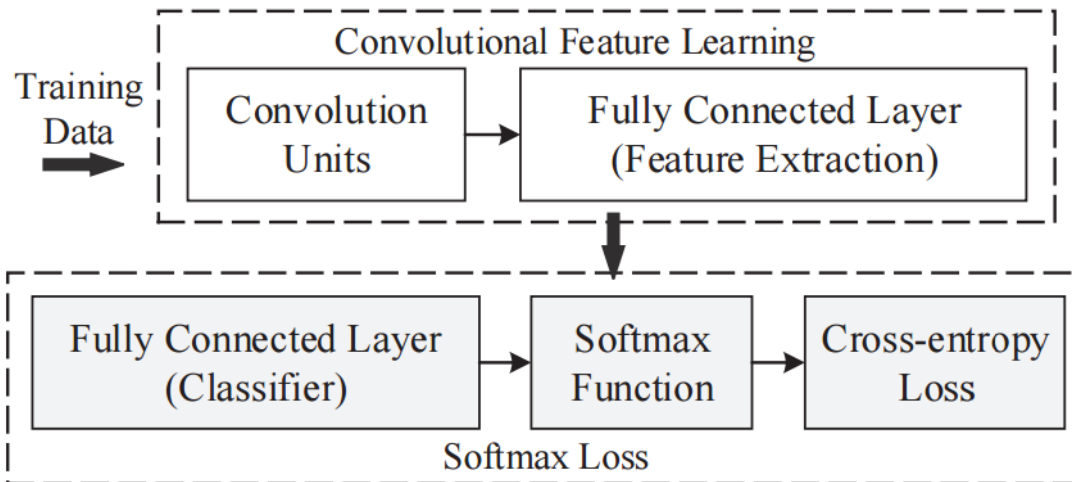 Convolutional Feature Learning
Training
Data
Convolution
Units
Fully Connected Layer
(Feature Extraction)
Fully Connected Layer
(Classifier)
Softmax
Function
Cross-entropy
Loss
Softmax Loss